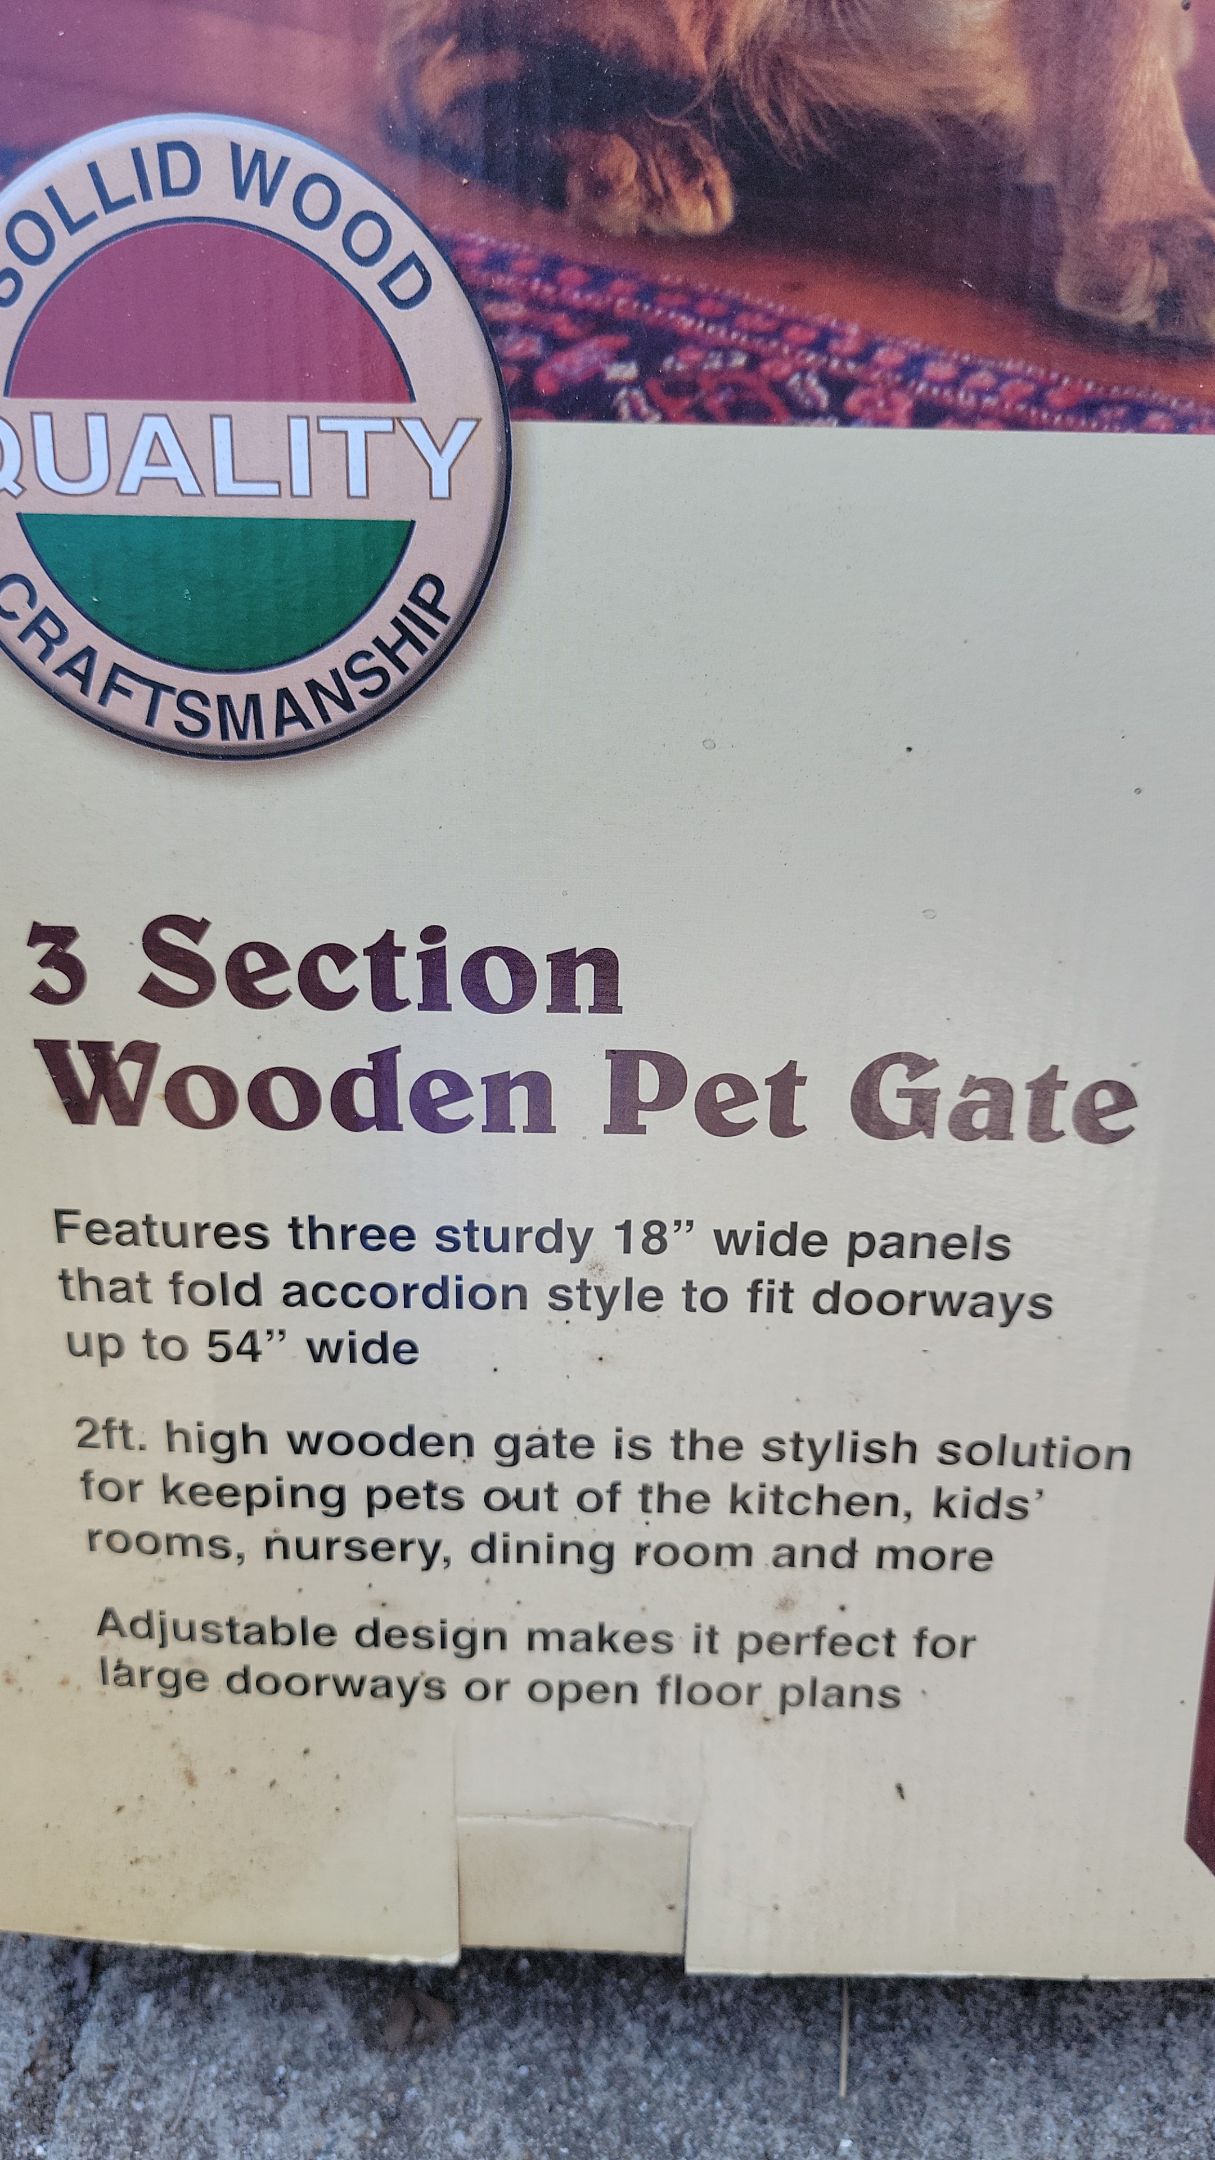 SOLLID WOOD
QUALITY
CRAFTSMANSHIP
3 Section
Wooden Pet Gate
Features three sturdy 18” wide panels
that fold accordion style to fit doorways
up to 54” wide
2ft. high wooden gate is the stylish solution
for keeping pets out of the kitchen, kids’
rooms, nursery, dining room and more
Adjustable design makes it perfect for
large doorways or open floor plans